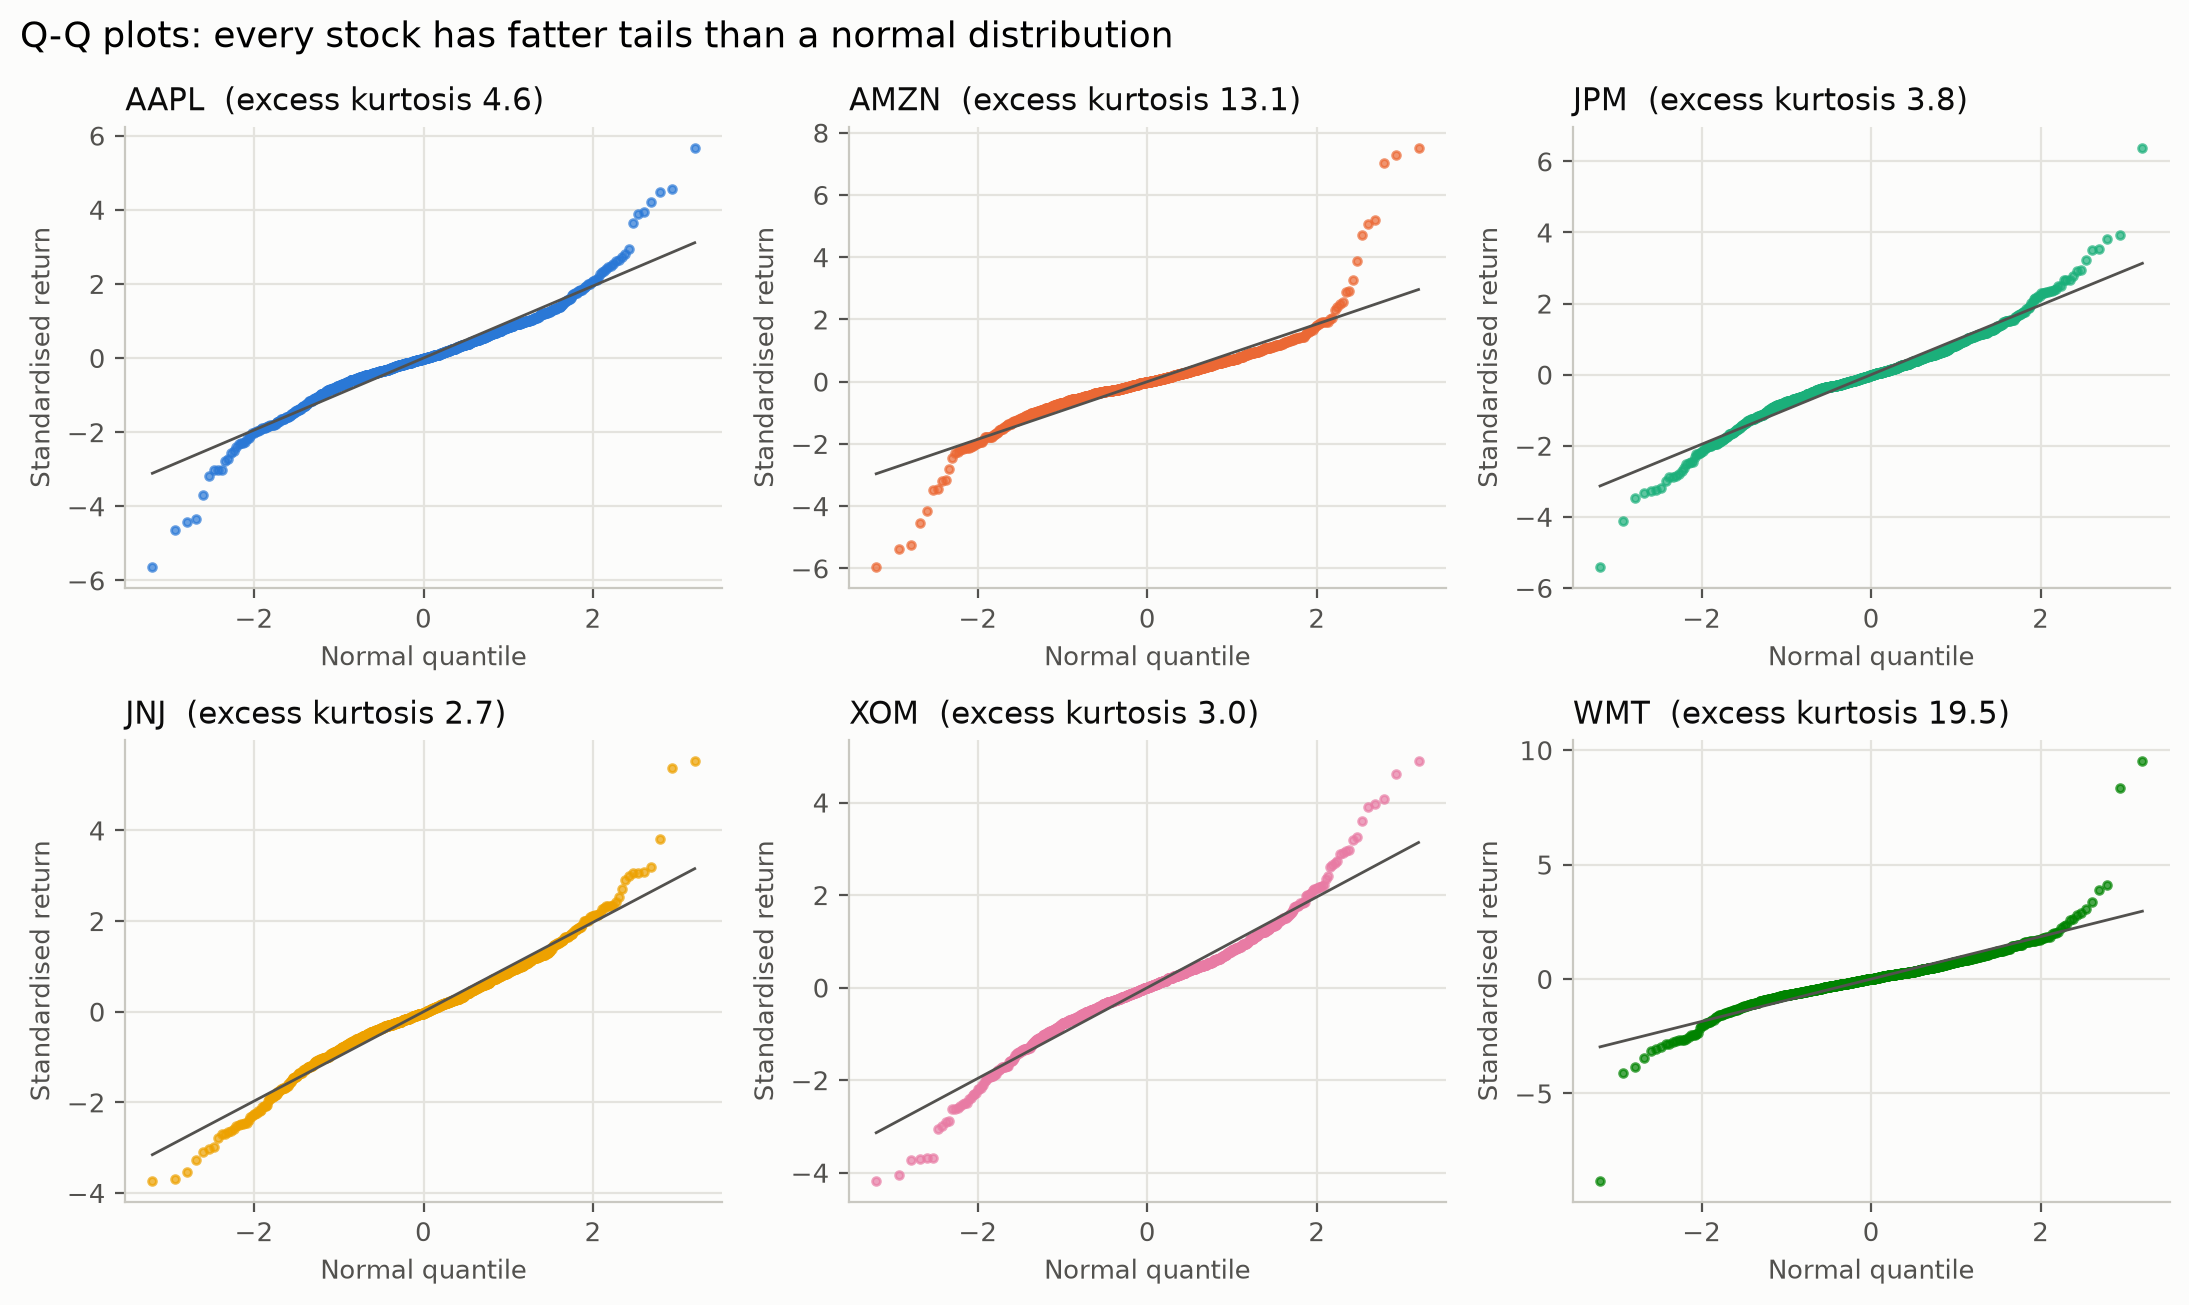 Q-Q plots: every stock has fatter tails than a normal distribution
AAPL  (excess kurtosis 4.6)
6
4
2
0
−2
−4
−6
Standardised return
−2
0
2
Normal quantile
AMZN  (excess kurtosis 13.1)
8
6
4
2
0
−2
−4
−6
Standardised return
−2
0
2
Normal quantile
JPM  (excess kurtosis 3.8)
6
4
2
0
−2
−4
−6
Standardised return
−2
0
2
Normal quantile
JNJ  (excess kurtosis 2.7)
4
2
0
−2
−4
Standardised return
−2
0
2
Normal quantile
XOM  (excess kurtosis 3.0)
4
2
0
−2
−4
Standardised return
−2
0
2
Normal quantile
WMT  (excess kurtosis 19.5)
10
5
0
−5
Standardised return
−2
0
2
Normal quantile